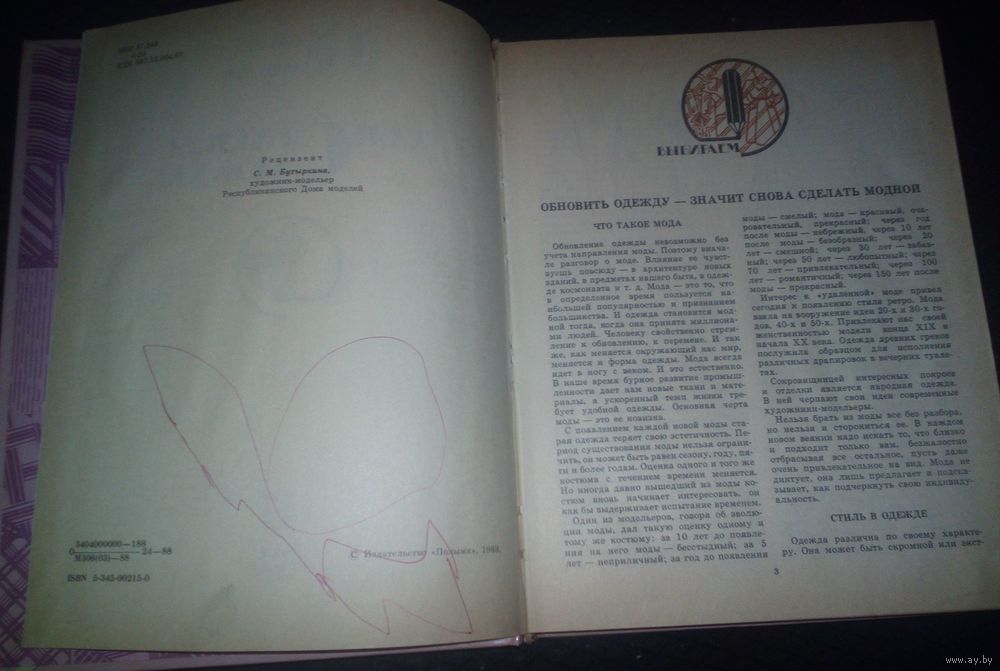 Рецензент
С. М. Бутыркина,
художник-модельер
Республиканского Дома моделей
3404000000—188
О
24—88
М306(03)—88
С. Издательство «Полымя», 1988.
ISBN 5-345-00215-0
ВЫБИРАЕМ
ОБНОВИТЬ ОДЕЖДУ — ЗНАЧИТ СНОВА СДЕЛАТЬ МОДНОЙ
ЧТО ТАКОЕ МОДА
Обновление одежды невозможно без
учета направления моды. Поэтому внача-
ле разговор о моде. Влияние ее чувст-
вуешь повсюду — в архитектуре новых
зданий, в предметах нашего быта, в одеж-
де космонавта и т. д. Мода — это то, что
в определенное время пользуется на-
ибольшей популярностью и признанием
большинства. И одежда становится мод-
ной тогда, когда она принята миллиона-
ми людей. Человеку свойственно стрем-
ление к обновлению, к перемене. И так
же, как меняется окружающий нас мир,
меняется и форма одежды. Мода всегда
идет в ногу с веком. И это естественно.
В наше время бурное развитие промыш-
ленности дает нам новые ткани и мате-
риалы, а ускоренный темп жизни тре-
бует удобной одежды. Основная черта
моды — это ее новизна.
С появлением каждой новой моды ста-
рая одежда теряет свою эстетичность. Пе-
риод существования моды нельзя ограни-
чить, он может быть равен сезону, году, пя-
ти и более годам. Оценка одного и того же
костюма с течением времени меняется.
Но иногда давно вышедший из моды ко-
стюм вновь начинает интересовать, он
как бы выдерживает испытание временем.
Один из модельеров, говоря об эволю-
ции моды, дал такую оценку одному и
тому же костюму: за 10 лет до появле-
ния на него моды — бесстыдный; за 5
лет — неприличный; за год до появления
моды — смелый; мода — красивый, оча-
ровательный, прекрасный; через год
после моды — небрежный, через 10 лет
после моды — безобразный; через 20
лет — смешной; через 30 лет — забав-
ный; через 50 лет — любопытный; через
70 лет — привлекательный; через 100
лет — романтичный; через 150 лет после
моды — прекрасный.
Интерес к «удаленной» моде привел
сегодня к появлению стиля ретро. Мода
взяла на вооружение идеи 20-х и 30-х го-
дов, 40-х и 50-х. Привлекают нас своей
женственностью модели конца XIX и
начала XX века. Одежда древних греков
послужила образцом для исполнения
различных драпировок в вечерних туале-
тах.
Сокровищницей интересных покроев
и отделки является народная одежда.
В ней черпают свои идеи современные
художники-модельеры.
Нельзя брать из моды все без разбора,
но нельзя и сторониться ее. В каждом
новом веянии надо искать то, что близко
и подходит только вам, безжалостно
отбрасывая все остальное, пусть даже
очень привлекательное на вид. Мода не
диктует, она лишь предлагает и подска-
зывает, как подчеркнуть свою индивиду-
альность.
СТИЛЬ В ОДЕЖДЕ
Одежда различна по своему характе-
ру. Она может быть скромной или экст-
3
www.ay.by